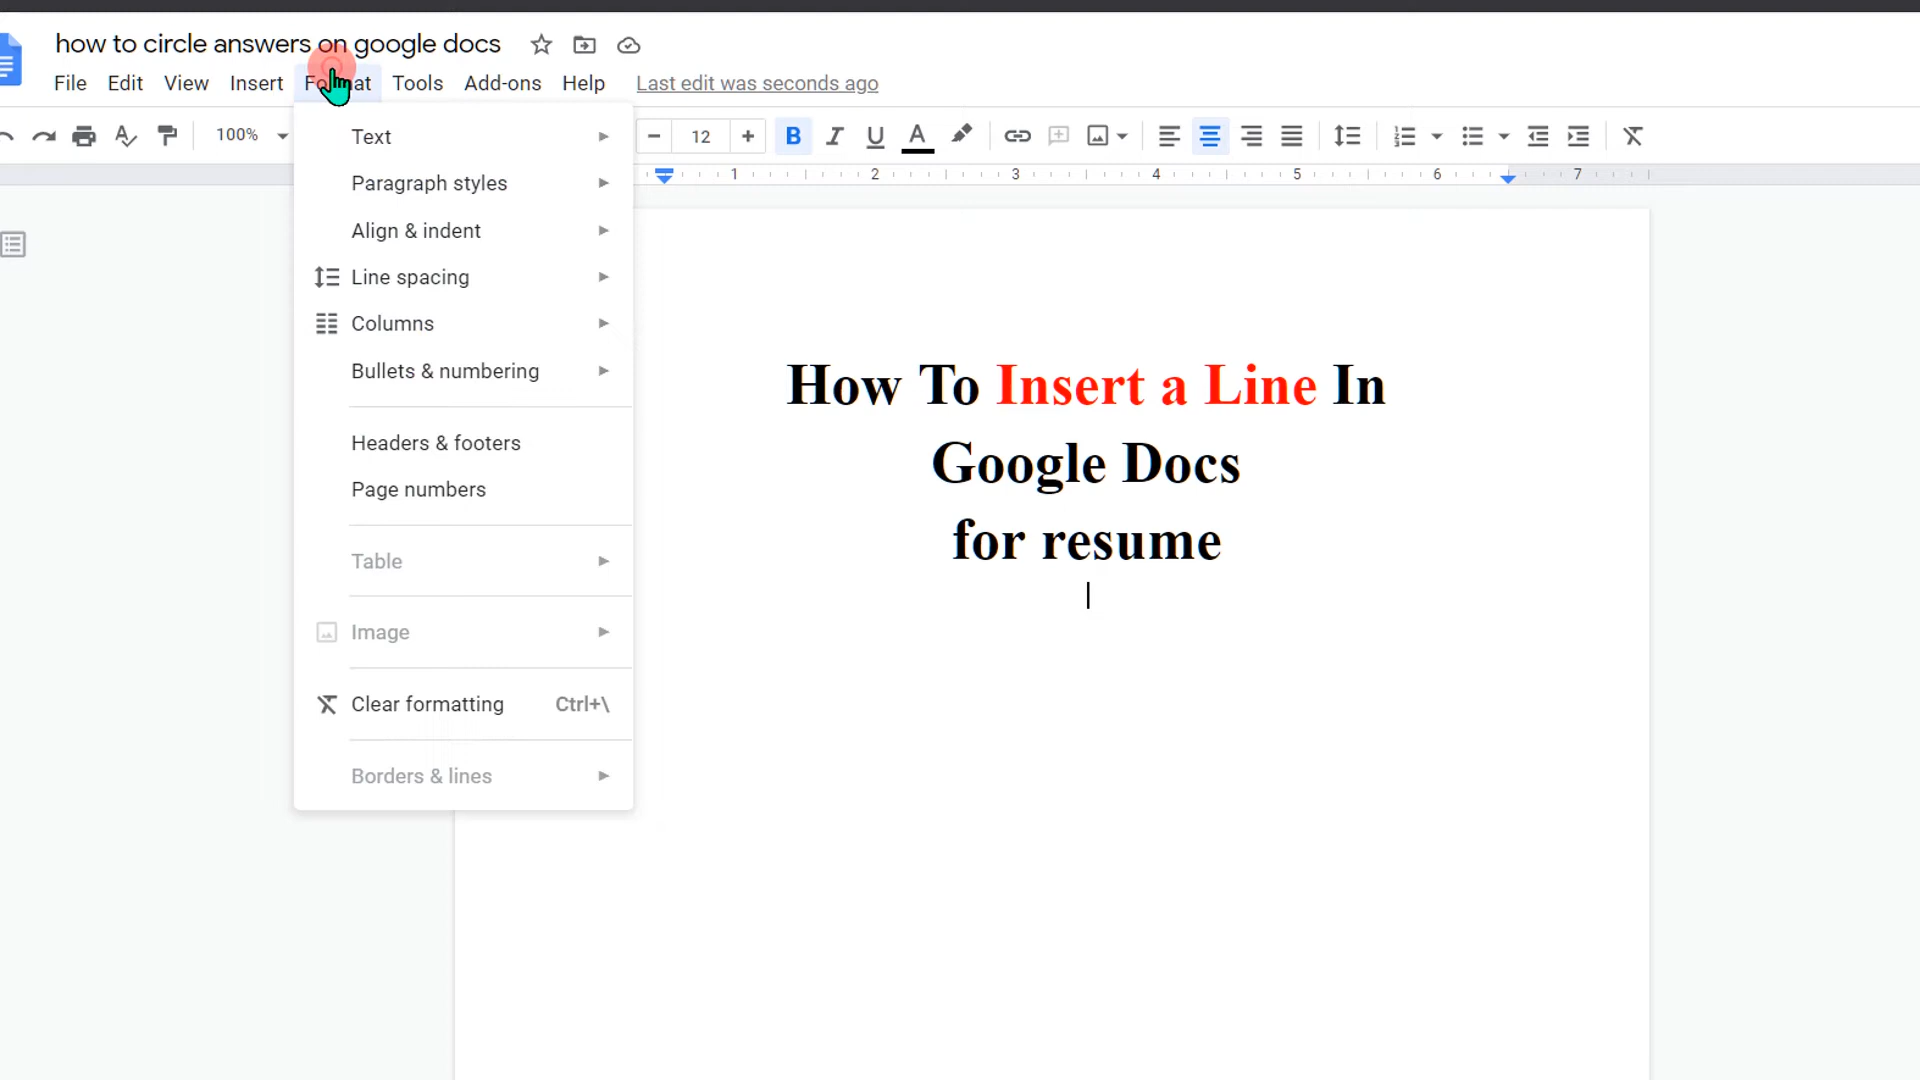 how to circle answers on google docs
File Edit View Insert Format Tools Add-ons Help Last edit was seconds ago
100% 12
1 2 3 4 5 6 7
Text
Paragraph styles
Align & indent
Line spacing
Columns
Bullets & numbering
Headers & footers
Page numbers
Table
Image
Clear formatting Ctrl+\
Borders & lines
How To Insert a Line In
Google Docs
for resume